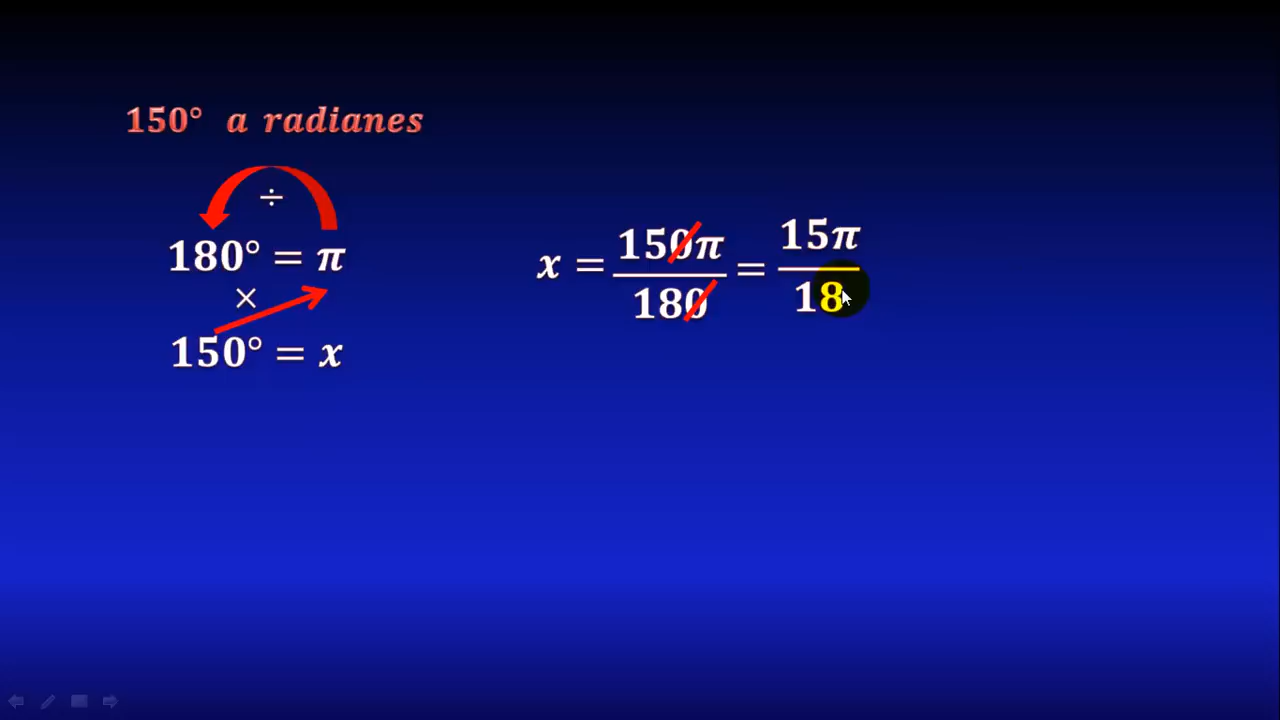 150° a radianes
÷
180° = π
×
150° = x
x = 150π/180 = 15π/18